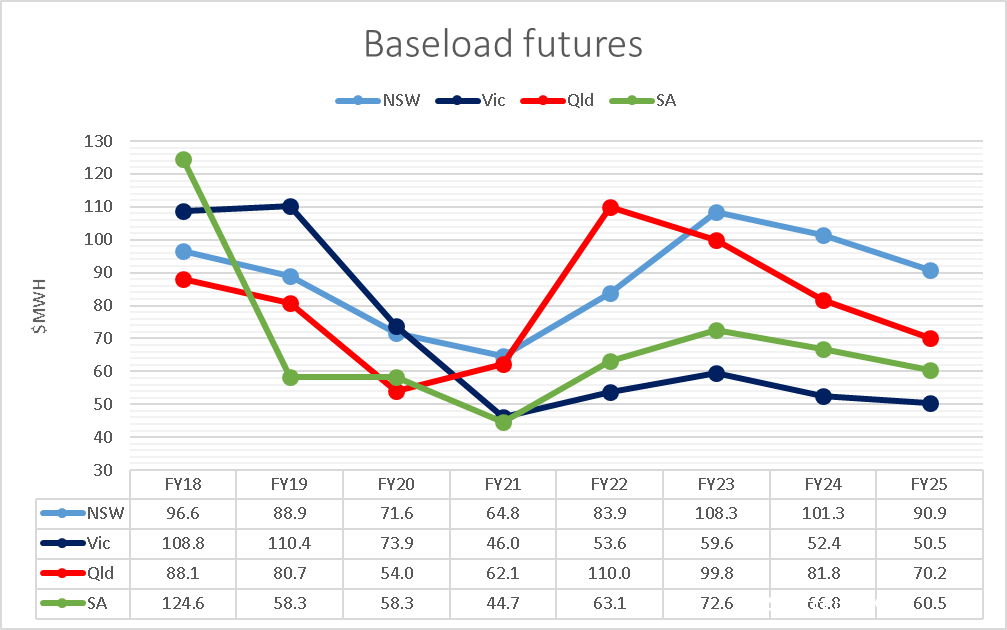 Baseload futures
NSW Vic Qld SA
130
120
110
100
90
80
70
60
50
40
30
$MWH
FY18 FY19 FY20 FY21 FY22 FY23 FY24 FY25
NSW 96.6 88.9 71.6 64.8 83.9 108.3 101.3 90.9
Vic 108.8 110.4 73.9 46.0 53.6 59.6 52.4 50.5
Qld 88.1 80.7 54.0 62.1 110.0 99.8 81.8 70.2
SA 124.6 58.3 58.3 44.7 63.1 72.6 66.8 60.5